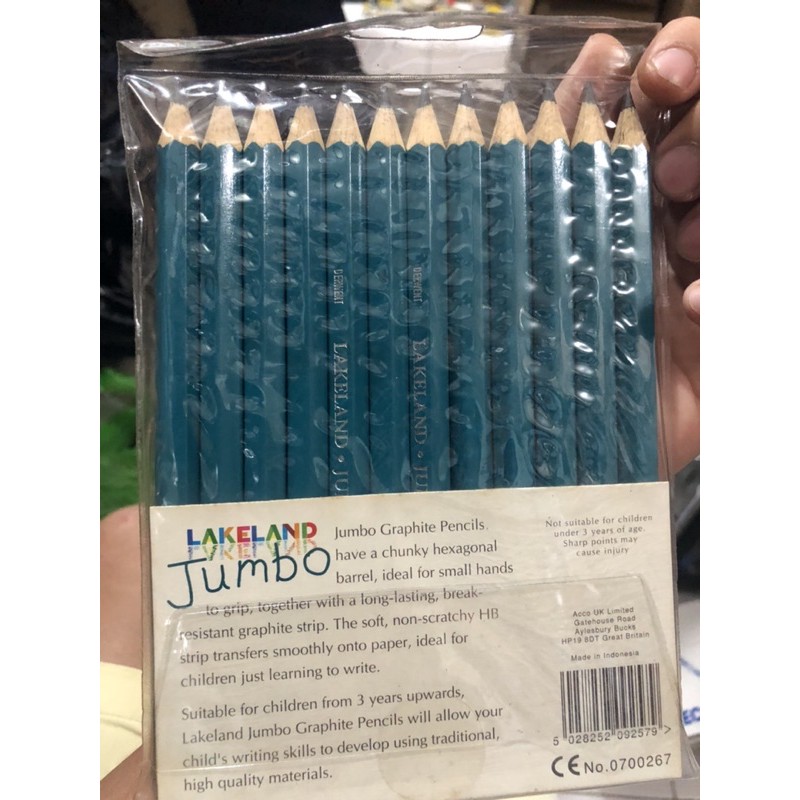 DERWENT
LAKELAND • JU
DERWENT
LAKELAND • JU
LAKELAND
Jumbo
Jumbo Graphite Pencils.
have a chunky hexagonal
barrel, ideal for small hands
to grip, together with a long-lasting, break-
resistant graphite strip. The soft, non-scratchy HB
strip transfers smoothly onto paper, ideal for
children just learning to write.
Suitable for children from 3 years upwards,
Lakeland Jumbo Graphite Pencils will allow your
child's writing skills to develop using traditional,
high quality materials.
Not suitable for children
under 3 years of age.
Sharp points may
cause injury
Acco UK Limited
Gatehouse Road
Aylesbury Bucks
HP19 8DT Great Britain
Made in Indonesia
5 028252 092579 >
CE No.0700267
EC